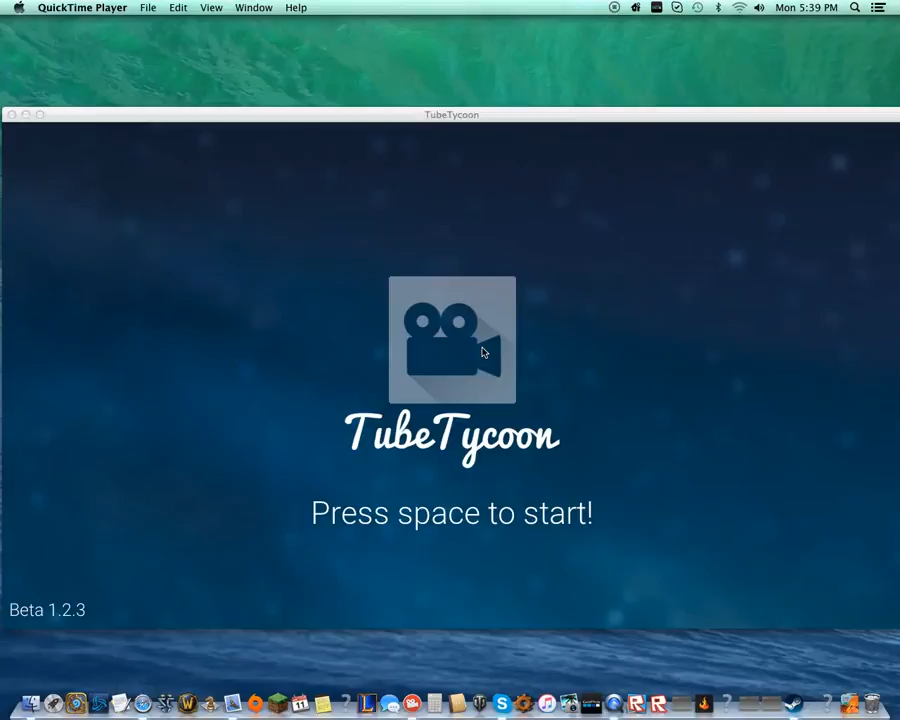 QuickTime Player File Edit View Window Help Mon 5:39 PM
TubeTycoon
TubeTycoon
Press space to start!
Beta 1.2.3